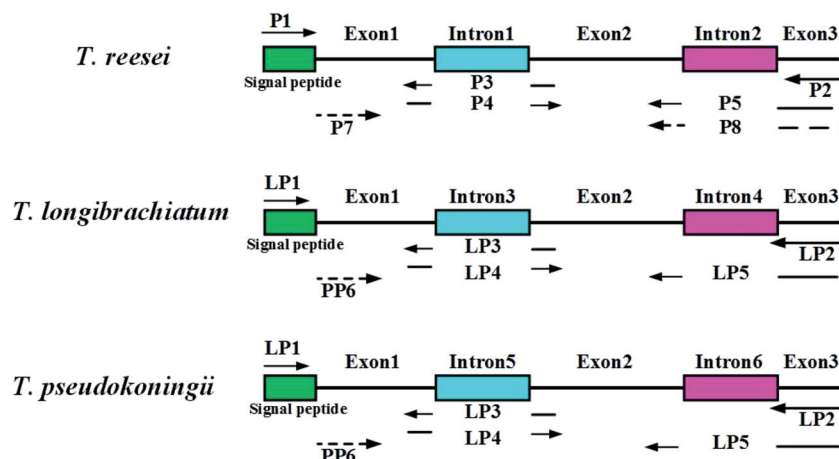 P1 Exon1 Intron1 Exon2 Intron2 Exon3
T. reesei
Signal peptide P3 P2
P4 P5
P7 P8
LP1 Exon1 Intron3 Exon2 Intron4 Exon3
T. longibrachiatum
Signal peptide LP3 LP2
PP6 LP4 LP5
LP1 Exon1 Intron5 Exon2 Intron6 Exon3
T. pseudokoningii
Signal peptide LP3 LP2
PP6 LP4 LP5